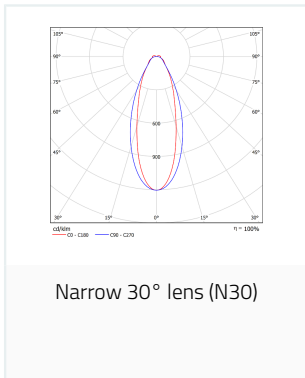 105° 105°
90° 90°
75° 75°
60° 60°
600
45° 900 45°
30° 15° 0° 15° 30°
cd/klm η = 100%
C0 - C180 C90 - C270
Narrow 30° lens (N30)